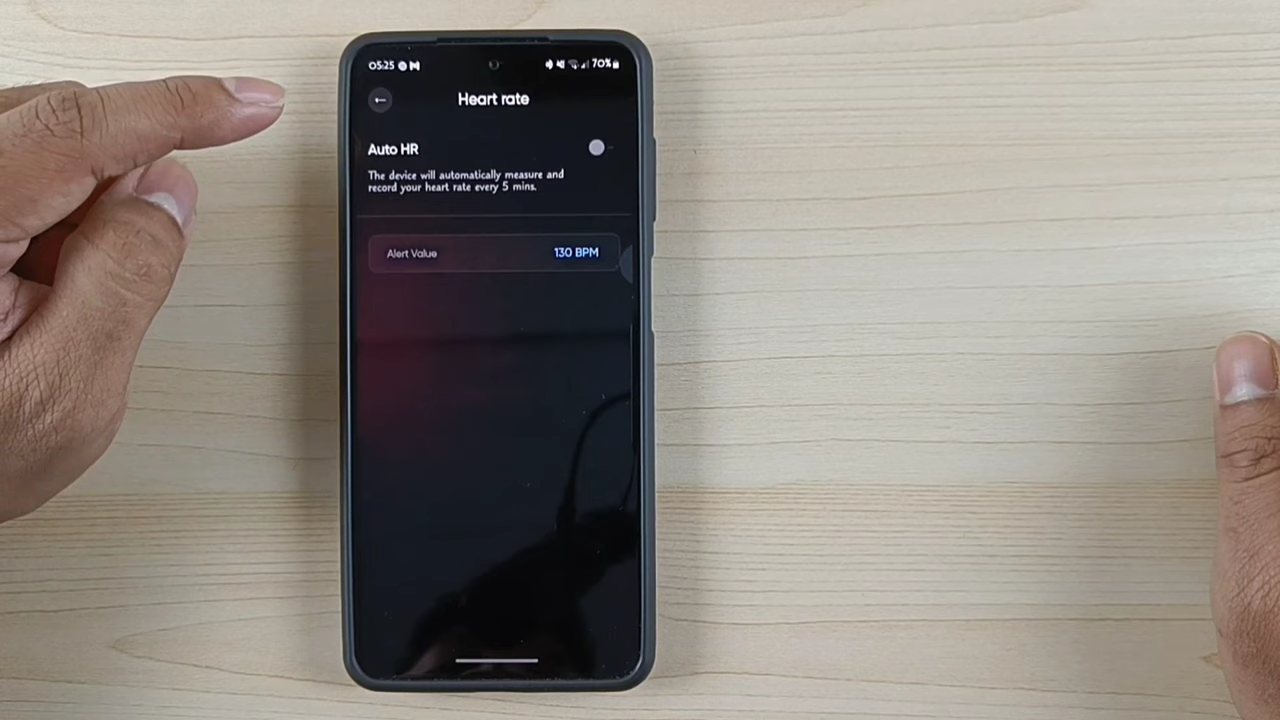 05:25
70%
Heart rate
Auto HR
The device will automatically measure and
record your heart rate every 5 mins.
Alert Value
130 BPM